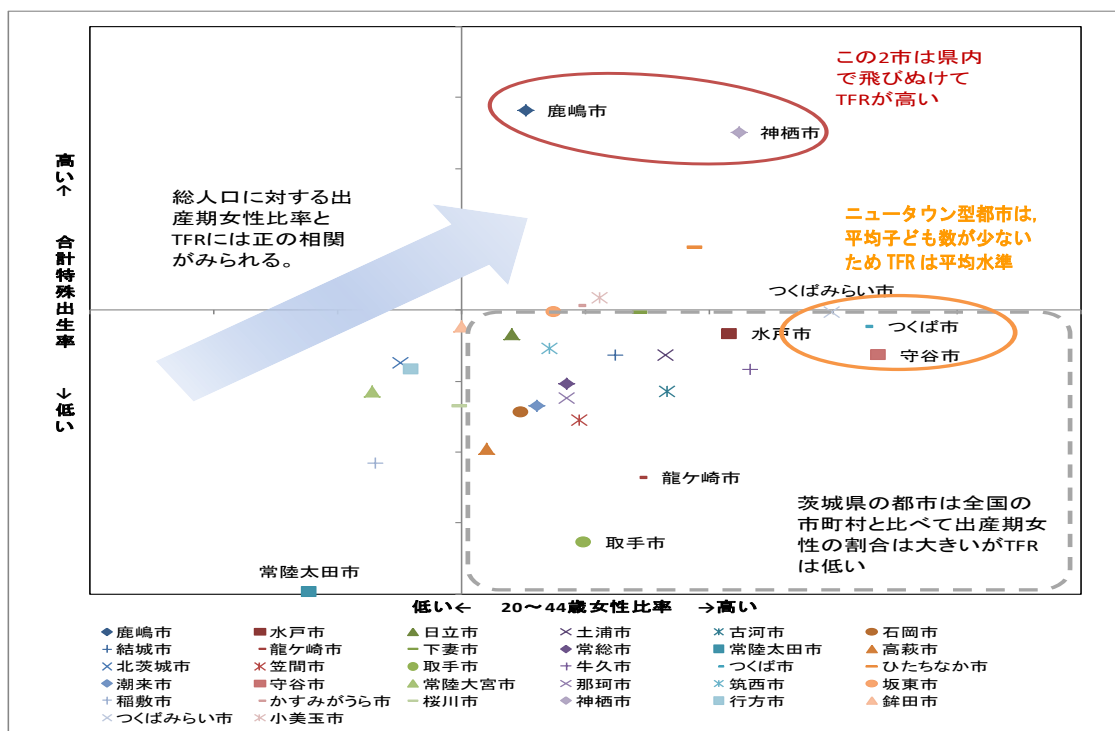 この2市は県内
で飛びぬけて
TFRが高い
鹿嶋市
神栖市
高い↑ 合計特殊出生率 ↓低い
総人口に対する出
産期女性比率と
TFRには正の相関
がみられる。
ニュータウン型都市は,
平均子ども数が少ない
ため TFR は平均水準
つくばみらい市
つくば市
水戸市
守谷市
龍ケ崎市
取手市
茨城県の都市は全国の
市町村と比べて出産期女
性の割合は大きいがTFR
は低い
常陸太田市
低い← 20～44歳女性比率 →高い
鹿嶋市 水戸市 日立市 土浦市 古河市 石岡市
結城市 龍ケ崎市 下妻市 常総市 常陸太田市 高萩市
北茨城市 笠間市 取手市 牛久市 つくば市 ひたちなか市
潮来市 守谷市 常陸大宮市 那珂市 筑西市 坂東市
稲敷市 かすみがうら市 桜川市 神栖市 行方市 鉾田市
つくばみらい市 小美玉市